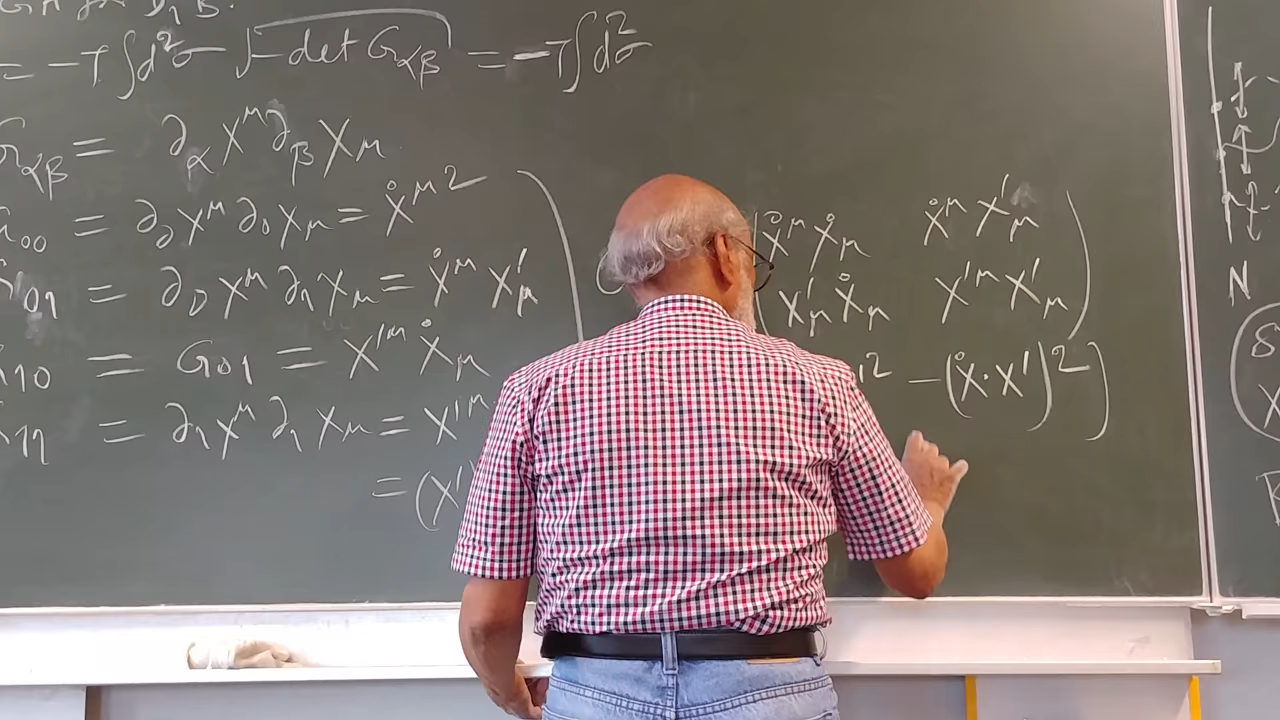 = -T∫d²σ √-det G_αβ = -T∫d²σ
G_αβ = ∂_α X^μ ∂_β X_μ
G_00 = ∂_0 X^μ ∂_0 X_μ = Ẋ^μ2
G_01 = ∂_0 X^μ ∂_1 X_μ = Ẋ^μ X'_μ
G_10 = G_01 = X'^μ Ẋ_μ
G_11 = ∂_1 X^μ ∂_1 X_μ = X'^μ
= (X'
Ẋ^μ Ẋ_μ Ẋ^μ X'_μ
X'_μ Ẋ_μ X'^μ X'_μ
'² - (Ẋ·X')²]
N